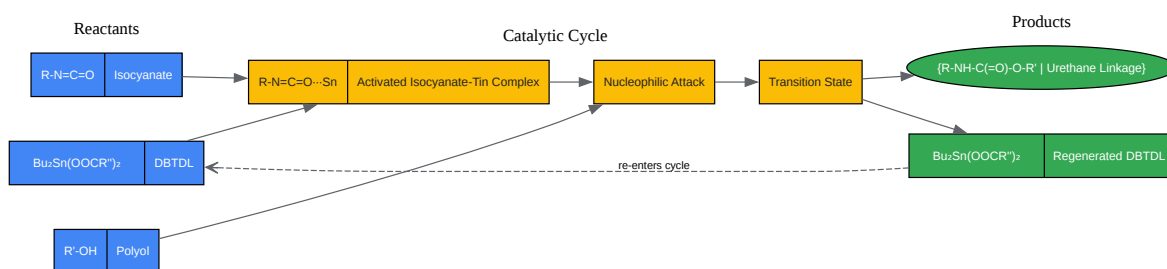 Reactants
R-N=C=O | Isocyanate
Bu₂Sn(OOCR'')₂ | DBTDL
R'-OH | Polyol
Catalytic Cycle
R-N=C=O···Sn | Activated Isocyanate-Tin Complex
Nucleophilic Attack
Transition State
re-enters cycle
Products
{R-NH-C(=O)-O-R' | Urethane Linkage}
Bu₂Sn(OOCR'')₂ | Regenerated DBTDL